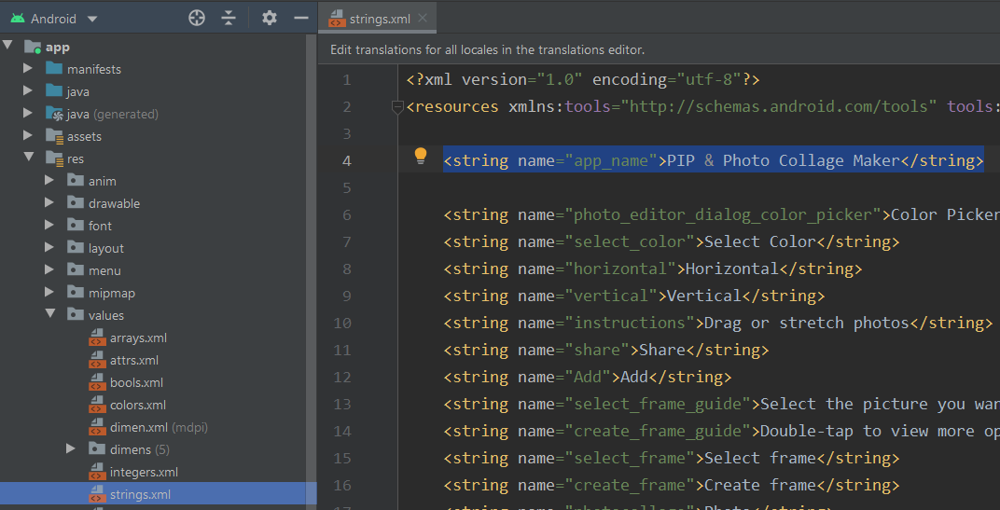 Android
app
manifests
java
java (generated)
assets
res
anim
drawable
font
layout
menu
mipmap
values
arrays.xml
attrs.xml
bools.xml
colors.xml
dimen.xml (mdpi)
dimens (5)
integers.xml
strings.xml
strings.xml
Edit translations for all locales in the translations editor.
1 <?xml version="1.0" encoding="utf-8"?>
2 <resources xmlns:tools="http://schemas.android.com/tools" tools:
3
4 <string name="app_name">PIP & Photo Collage Maker</string>
5
6 <string name="photo_editor_dialog_color_picker">Color Picker
7 <string name="select_color">Select Color</string>
8 <string name="horizontal">Horizontal</string>
9 <string name="vertical">Vertical</string>
10 <string name="instructions">Drag or stretch photos</string>
11 <string name="share">Share</string>
12 <string name="Add">Add</string>
13 <string name="select_frame_guide">Select the picture you wan
14 <string name="create_frame_guide">Double-tap to view more op
15 <string name="select_frame">Select frame</string>
16 <string name="create_frame">Create frame</string>